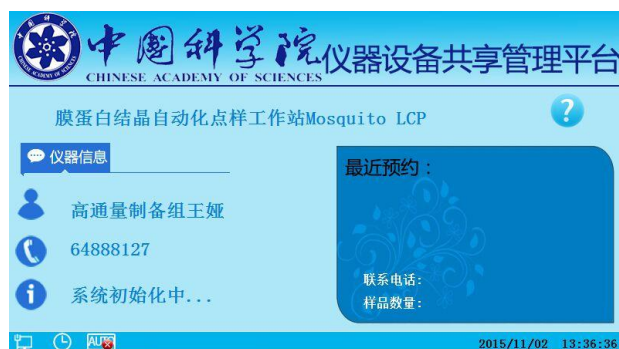 中国科学院仪器设备共享管理平台
CHINESE ACADEMY OF SCIENCES
膜蛋白结晶自动化点样工作站Mosquito LCP
?
仪器信息
最近预约：
高通量制备组王娅
64888127
系统初始化中...
联系电话:
样品数量:
2015/11/02 13:36:36